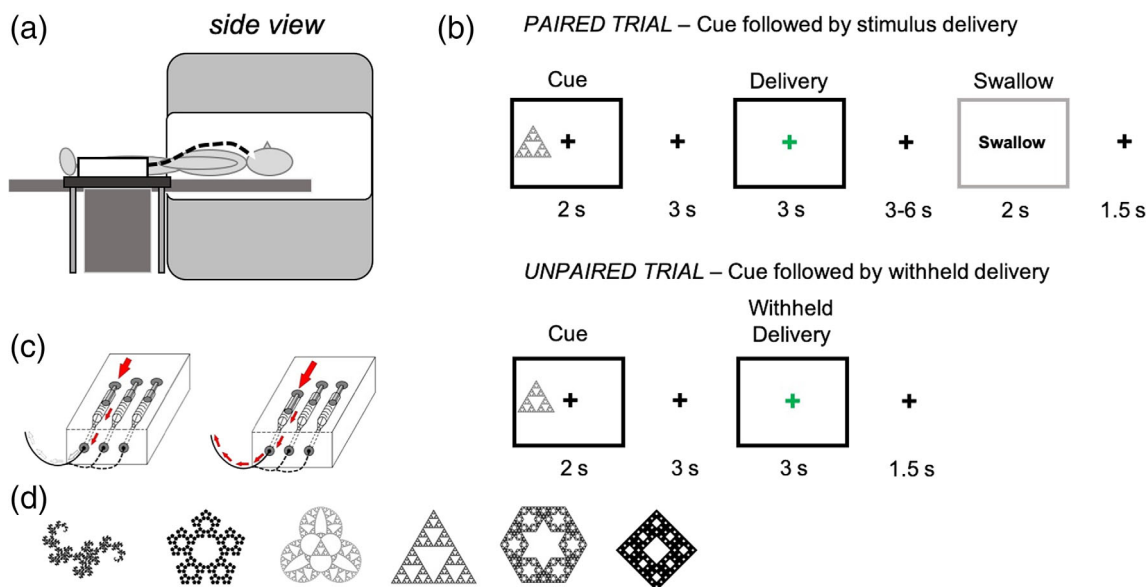 (a)
side view
(b)
PAIRED TRIAL – Cue followed by stimulus delivery
Cue
Delivery
Swallow
Swallow
2 s
3 s
3 s
3-6 s
2 s
1.5 s
UNPAIRED TRIAL – Cue followed by withheld delivery
Cue
Withheld
Delivery
2 s
3 s
3 s
1.5 s
(c)
(d)